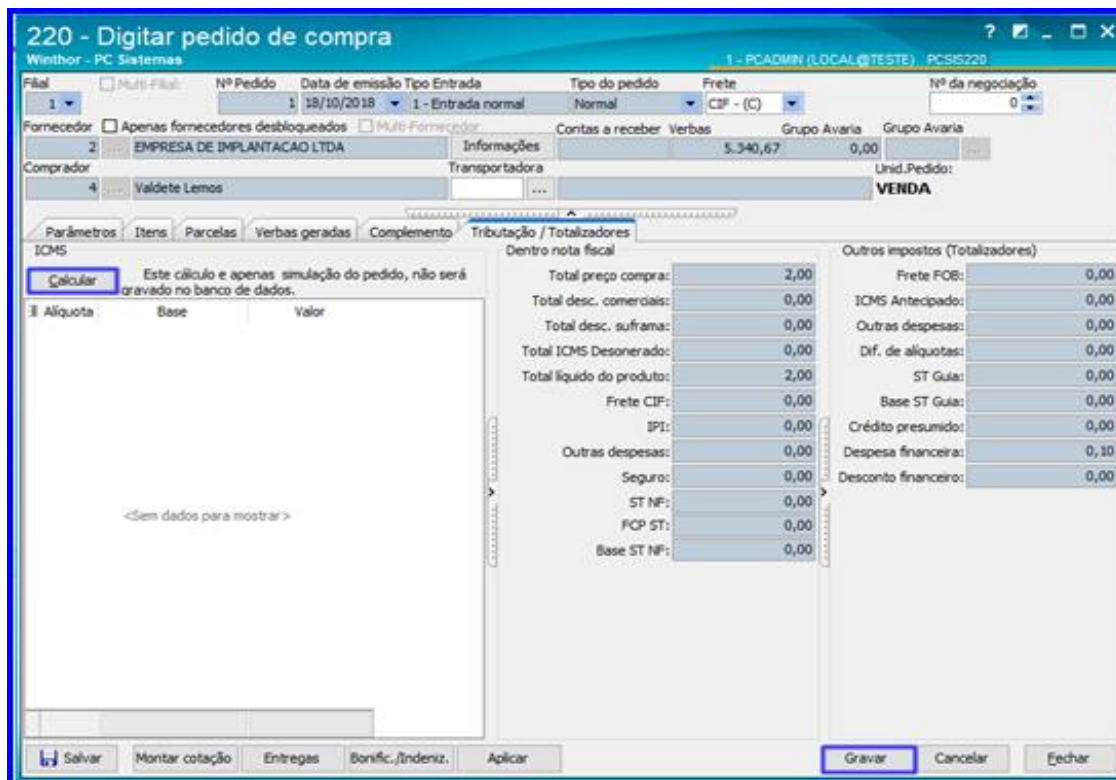 220 - Digitar pedido de compra
Winthor - PC Sistemas
1 - PCADMIN (LOCAL@TESTE) PCSIS220
Filial Multi-Filial: Nº Pedido Data de emissão Tipo Entrada Tipo do pedido Frete Nº da negociação
1 1 18/10/2018 1 - Entrada normal Normal CIF - (C) 0
Fornecedor Apenas fornecedores desbloqueados Multi-Fornecedor Contas a receber Verbas Grupo Avaria Grupo Avaria
2 ... EMPRESA DE IMPLANTACAO LTDA Informações 5.340,67 0,00 ...
Comprador Transportadora Unid.Pedido:
4 ... Valdete Lemos ... VENDA
Parâmetros Itens Parcelas Verbas geradas Complemento Tributação / Totalizadores
ICMS Dentro nota fiscal Outros impostos (Totalizadores)
Calcular Este cálculo e apenas simulação do pedido, não será
gravado no banco de dados.
Alíquota Base Valor
<Sem dados para mostrar>
Total preço compra: 2,00
Total desc. comerciais: 0,00
Total desc. suframa: 0,00
Total ICMS Desonerado: 0,00
Total líquido do produto: 2,00
Frete CIF: 0,00
IPI: 0,00
Outras despesas: 0,00
Seguro: 0,00
ST NF: 0,00
FCP ST: 0,00
Base ST NF: 0,00
Frete FOB: 0,00
ICMS Antecipado: 0,00
Outras despesas: 0,00
Dif. de alíquotas: 0,00
ST Guia: 0,00
Base ST Guia: 0,00
Crédito presumido: 0,00
Despesa financeira: 0,10
Desconto financeiro: 0,00
Salvar Montar cotação Entregas Bonific./Indeniz. Aplicar Gravar Cancelar Fechar